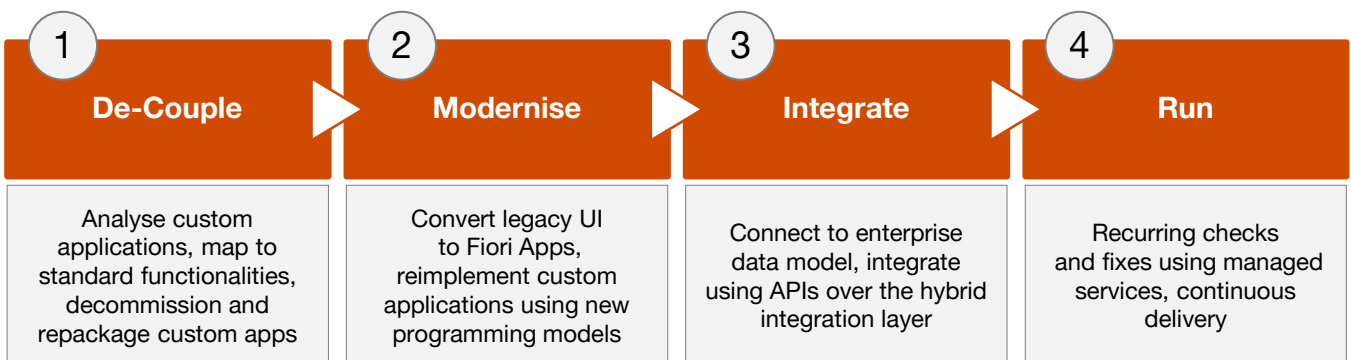 1
De-Couple
Analyse custom
applications, map to
standard functionalities,
decommission and
repackage custom apps
2
Modernise
Convert legacy UI
to Fiori Apps,
reimplement custom
applications using new
programming models
3
Integrate
Connect to enterprise
data model, integrate
using APIs over the hybrid
integration layer
4
Run
Recurring checks
and fixes using managed
services, continuous
delivery